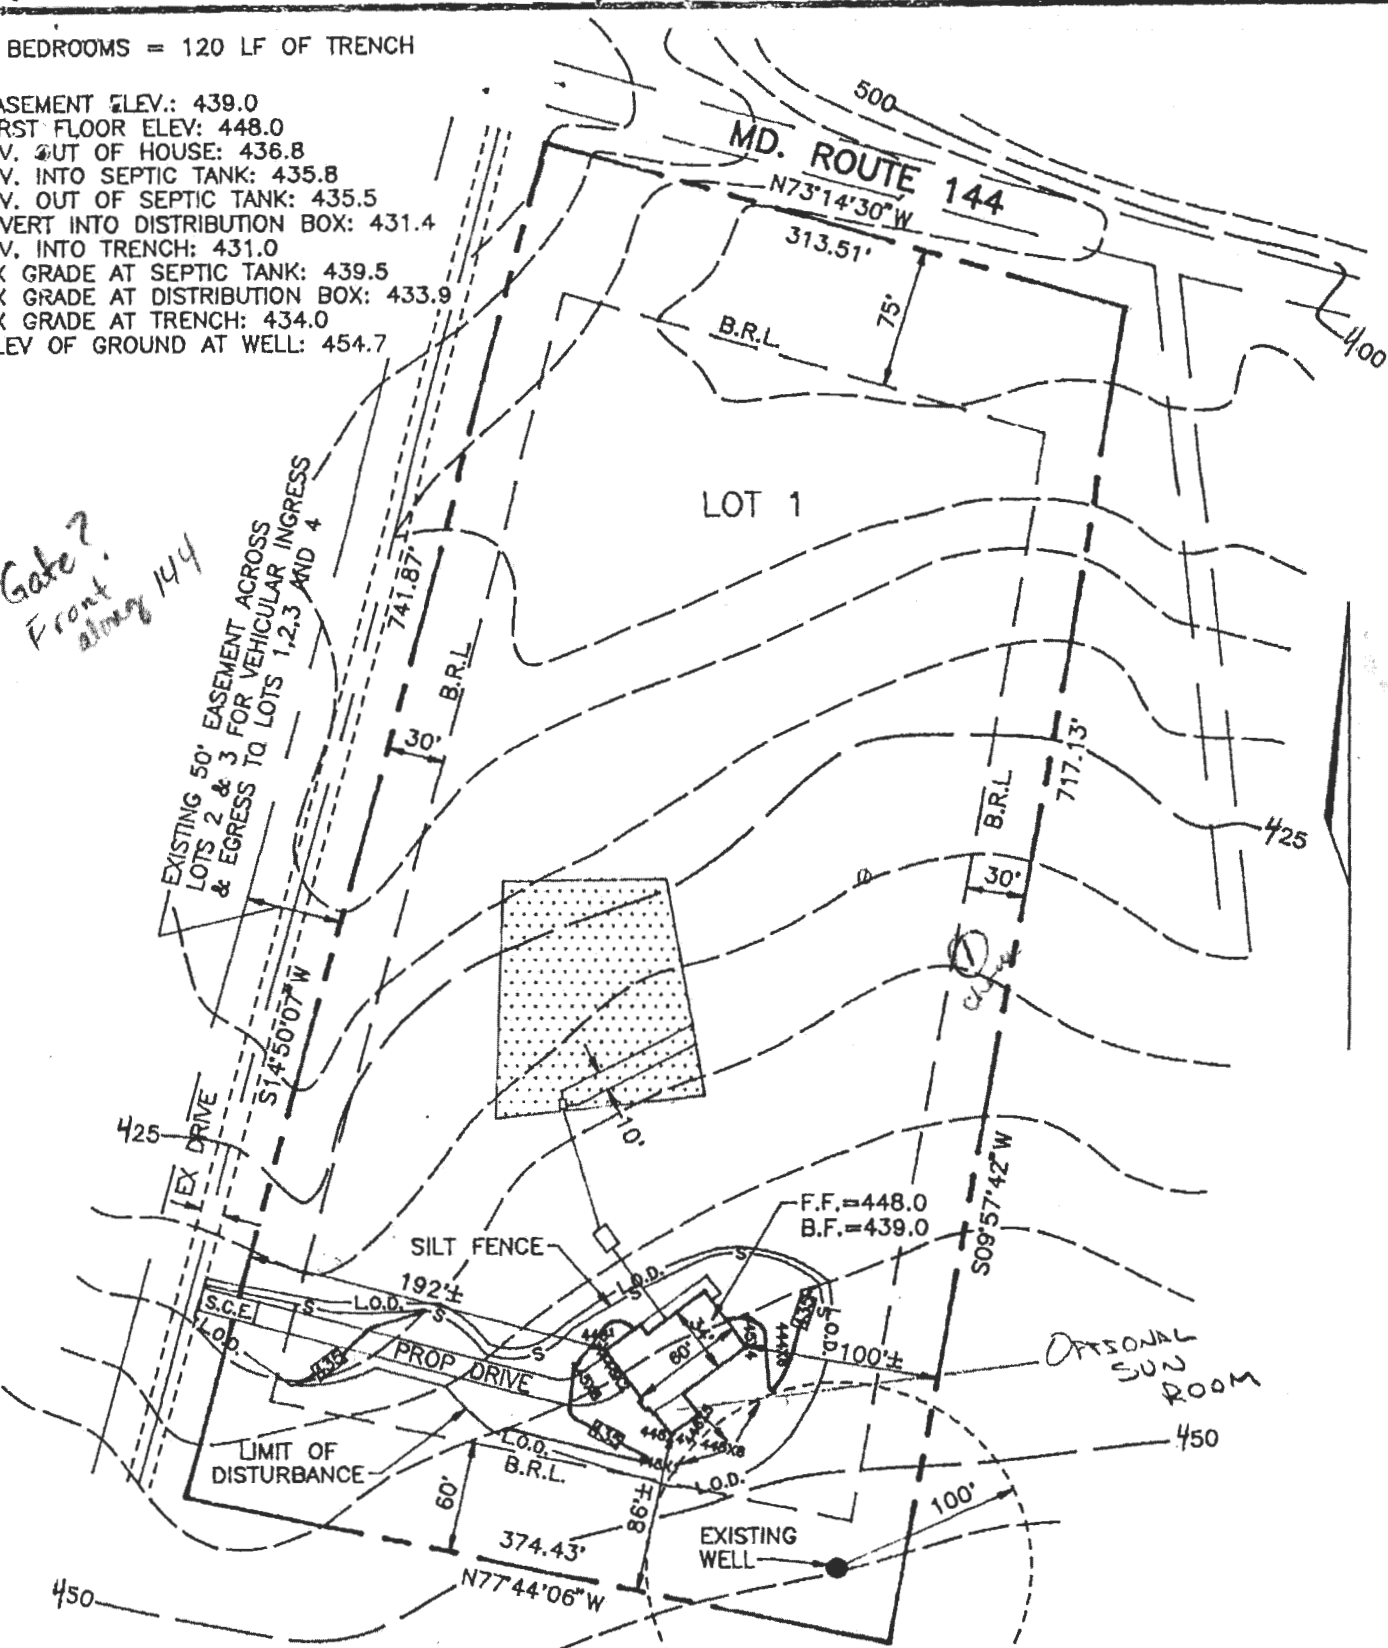 BEDROOMS = 120 LF OF TRENCH
ASEMENT ELEV.: 439.0
RST FLOOR ELEV: 448.0
V. OUT OF HOUSE: 436.8
V. INTO SEPTIC TANK: 435.8
V. OUT OF SEPTIC TANK: 435.5
VERT INTO DISTRIBUTION BOX: 431.4
V. INTO TRENCH: 431.0
X GRADE AT SEPTIC TANK: 439.5
X GRADE AT DISTRIBUTION BOX: 433.9
X GRADE AT TRENCH: 434.0
LEV OF GROUND AT WELL: 454.7
500
MD. ROUTE 144
N73°14'30"W
313.51'
75'
B.R.L.
400
LOT 1
Gate?
Front
along 144
EXISTING 50' EASEMENT ACROSS
LOTS 2 & 3 FOR VEHICULAR INGRESS
& EGRESS TO LOTS 1,2,3 AND 4
741.87'
B.R.L
30'
717.13'
B.R.L
425
30'
S14°50'07"W
10'
425
EX DRIVE
S09°57'42"W
F.F.=448.0
B.F.=439.0
SILT FENCE
192'±
L.O.D.
L.O.D.
S
S
S
S
S
S
S.C.E.
L.O.D.
L.O.D.
PROP DRIVE
34'
60'
100'±
OPTIONAL
SUN
ROOM
LIMIT OF
DISTURBANCE
L.O.D.
B.R.L.
L.O.D.
450
60'
86'±
100'
374.43'
N77°44'06"W
EXISTING
WELL
450